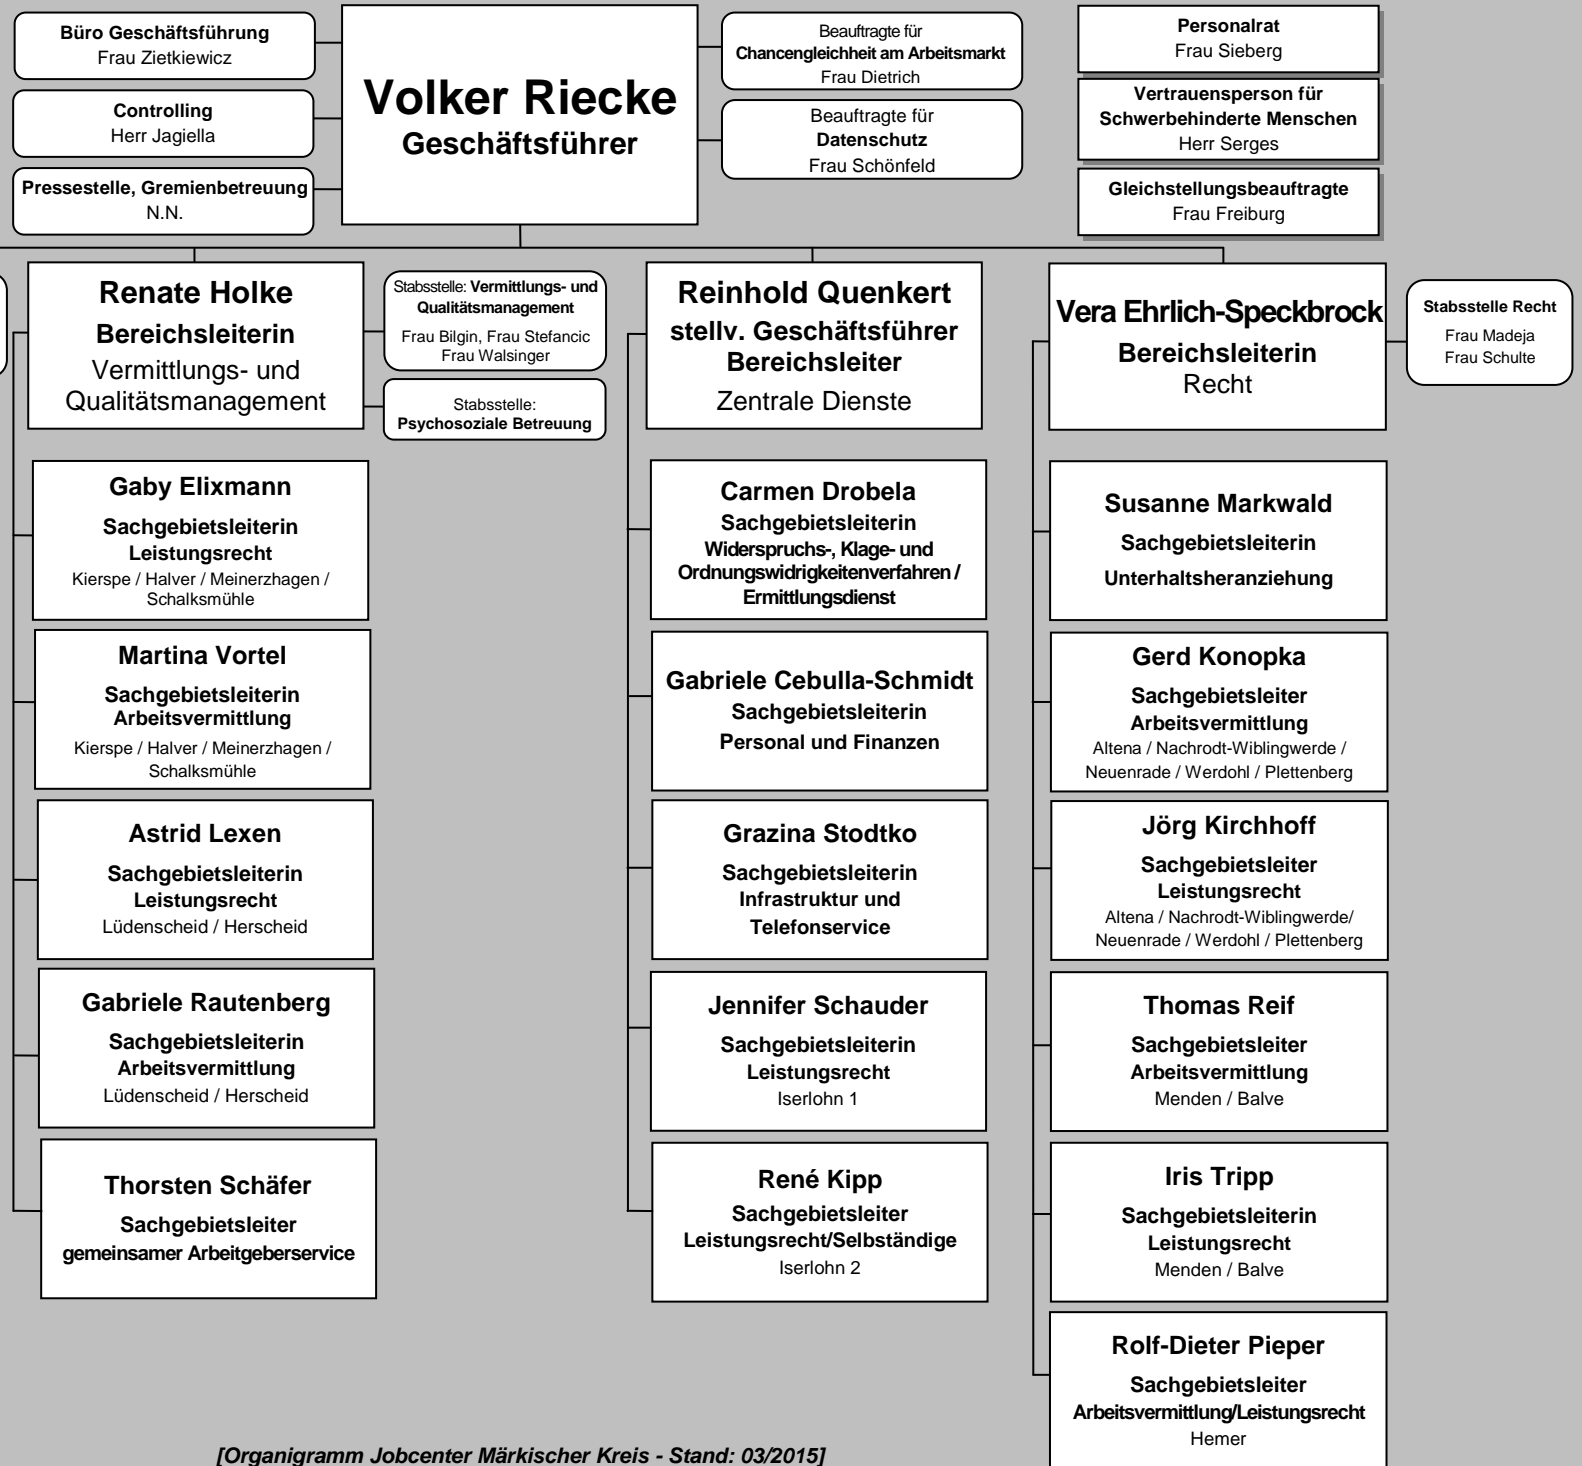 Büro Geschäftsführung
Frau Zietkiewicz
Controlling
Herr Jagiella
Pressestelle, Gremienbetreuung
N.N.
Volker Riecke
Geschäftsführer
Beauftragte für
Chancengleichheit am Arbeitsmarkt
Frau Dietrich
Beauftragte für
Datenschutz
Frau Schönfeld
Personalrat
Frau Sieberg
Vertrauensperson für
Schwerbehinderte Menschen
Herr Serges
Gleichstellungsbeauftragte
Frau Freiburg
Renate Holke
Bereichsleiterin
Vermittlungs- und
Qualitätsmanagement
Stabsstelle: Vermittlungs- und
Qualitätsmanagement
Frau Bilgin, Frau Stefancic
Frau Walsinger
Stabsstelle:
Psychosoziale Betreuung
Gaby Elixmann
Sachgebietsleiterin
Leistungsrecht
Kierspe / Halver / Meinerzhagen /
Schalksmühle
Martina Vortel
Sachgebietsleiterin
Arbeitsvermittlung
Kierspe / Halver / Meinerzhagen /
Schalksmühle
Astrid Lexen
Sachgebietsleiterin
Leistungsrecht
Lüdenscheid / Herscheid
Gabriele Rautenberg
Sachgebietsleiterin
Arbeitsvermittlung
Lüdenscheid / Herscheid
Thorsten Schäfer
Sachgebietsleiter
gemeinsamer Arbeitgeberservice
Reinhold Quenkert
stellv. Geschäftsführer
Bereichsleiter
Zentrale Dienste
Carmen Drobela
Sachgebietsleiterin
Widerspruchs-, Klage- und
Ordnungswidrigkeitenverfahren /
Ermittlungsdienst
Gabriele Cebulla-Schmidt
Sachgebietsleiterin
Personal und Finanzen
Grazina Stodtko
Sachgebietsleiterin
Infrastruktur und
Telefonservice
Jennifer Schauder
Sachgebietsleiterin
Leistungsrecht
Iserlohn 1
René Kipp
Sachgebietsleiter
Leistungsrecht/Selbständige
Iserlohn 2
Vera Ehrlich-Speckbrock
Bereichsleiterin
Recht
Stabsstelle Recht
Frau Madeja
Frau Schulte
Susanne Markwald
Sachgebietsleiterin
Unterhaltsheranziehung
Gerd Konopka
Sachgebietsleiter
Arbeitsvermittlung
Altena / Nachrodt-Wiblingwerde /
Neuenrade / Werdohl / Plettenberg
Jörg Kirchhoff
Sachgebietsleiter
Leistungsrecht
Altena / Nachrodt-Wiblingwerde/
Neuenrade / Werdohl / Plettenberg
Thomas Reif
Sachgebietsleiter
Arbeitsvermittlung
Menden / Balve
Iris Tripp
Sachgebietsleiterin
Leistungsrecht
Menden / Balve
Rolf-Dieter Pieper
Sachgebietsleiter
Arbeitsvermittlung/Leistungsrecht
Hemer
[Organigramm Jobcenter Märkischer Kreis - Stand: 03/2015]